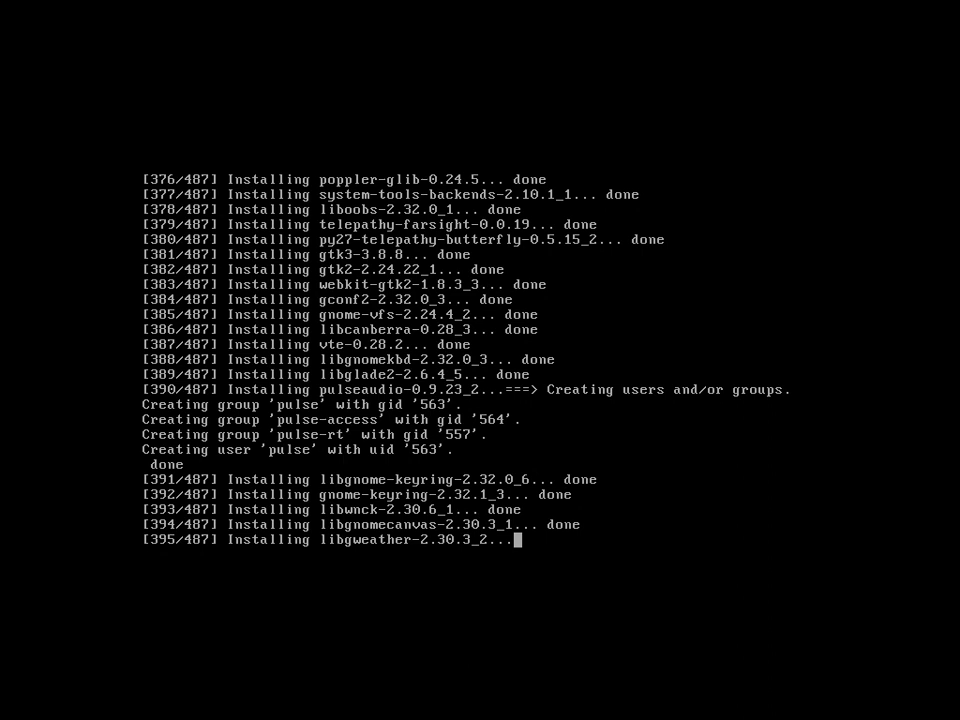 [376/487] Installing poppler-glib-0.24.5... done
[377/487] Installing system-tools-backends-2.10.1_1... done
[378/487] Installing liboobs-2.32.0_1... done
[379/487] Installing telepathy-farsight-0.0.19... done
[380/487] Installing py27-telepathy-butterfly-0.5.15_2... done
[381/487] Installing gtk3-3.8.8... done
[382/487] Installing gtk2-2.24.22_1... done
[383/487] Installing webkit-gtk2-1.8.3_3... done
[384/487] Installing gconf2-2.32.0_3... done
[385/487] Installing gnome-vfs-2.24.4_2... done
[386/487] Installing libcanberra-0.28_3... done
[387/487] Installing vte-0.28.2... done
[388/487] Installing libgnomekbd-2.32.0_3... done
[389/487] Installing libglade2-2.6.4_5... done
[390/487] Installing pulseaudio-0.9.23_2...===> Creating users and/or groups.
Creating group 'pulse' with gid '563'.
Creating group 'pulse-access' with gid '564'.
Creating group 'pulse-rt' with gid '557'.
Creating user 'pulse' with uid '563'.
 done
[391/487] Installing libgnome-keyring-2.32.0_6... done
[392/487] Installing gnome-keyring-2.32.1_3... done
[393/487] Installing libwnck-2.30.6_1... done
[394/487] Installing libgnomecanvas-2.30.3_1... done
[395/487] Installing libgweather-2.30.3_2...